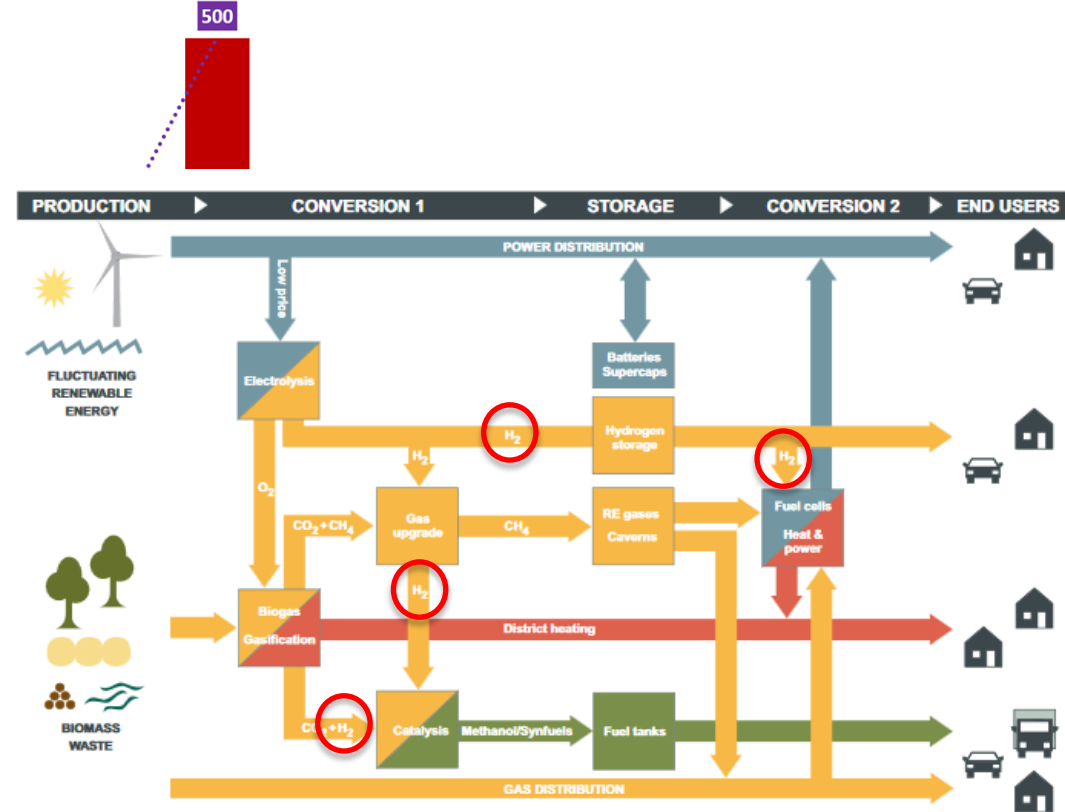 500
PRODUCTION
CONVERSION 1
STORAGE
CONVERSION 2
END USERS
POWER DISTRIBUTION
Low price
FLUCTUATING
RENEWABLE
ENERGY
Electrolysis
Batteries
Supercaps
H₂
Hydrogen
storage
H₂
H₂
O₂
CO₂+CH₄
Gas
upgrade
CH₄
RE gases
Caverns
Fuel cells
Heat &
power
H₂
Biogas
Gasification
District heating
BIOMASS
WASTE
+H₂
Catalysis
Methanol/Synfuels
Fuel tanks
GAS DISTRIBUTION